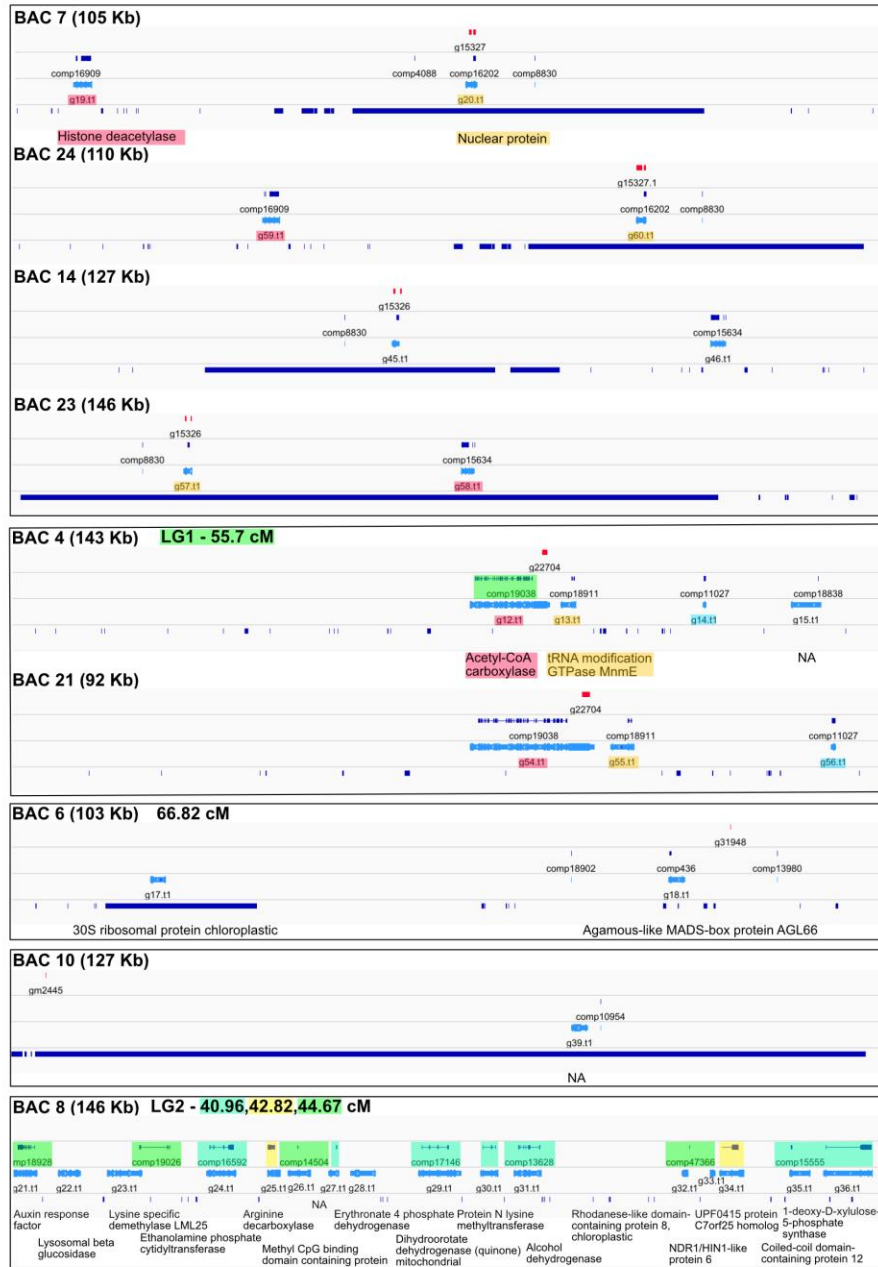 BAC 7 (105 Kb)
g15327
comp16909 comp4088 comp16202 comp8830
g19.t1 g20.t1
Histone deacetylase Nuclear protein
BAC 24 (110 Kb)
g15327.1
comp16909 comp16202 comp8830
g59.t1 g60.t1
BAC 14 (127 Kb)
g15326
comp8830 comp15634
g45.t1 g46.t1
BAC 23 (146 Kb)
g15326
comp8830 comp15634
g57.t1 g58.t1
BAC 4 (143 Kb) LG1 - 55.7 cM
g22704
comp19038 comp18911 comp11027 comp18838
g12.t1 g13.t1 g14.t1 g15.t1
Acetyl-CoA tRNA modification NA
carboxylase GTPase MnmE
BAC 21 (92 Kb)
g22704
comp19038 comp18911 comp11027
g54.t1 g55.t1 g56.t1
BAC 6 (103 Kb) 66.82 cM
g31948
comp18902 comp436 comp13980
g17.t1 g18.t1
30S ribosomal protein chloroplastic Agamous-like MADS-box protein AGL66
BAC 10 (127 Kb)
gm2445
comp10954
g39.t1
NA
BAC 8 (146 Kb) LG2 - 40.96,42.82,44.67 cM
mp18928 comp19026 comp16592 comp14504 comp17146 comp13628 comp47366 comp15555
g21.t1 g22.t1 g23.t1 g24.t1 g25.t1 g26.t1 g27.t1 g28.t1 g29.t1 g30.t1 g31.t1 g32.t1 g33.t1 g34.t1 g35.t1 g36.t1
NA
Auxin response Lysine specific Arginine Erythronate 4 phosphate Protein N lysine Rhodanese-like domain- UPF0415 protein 1-deoxy-D-xylulose-
factor demethylase LML25 decarboxylase dehydrogenase methyltransferase containing protein 8, C7orf25 homolog 5-phosphate
Lysosomal beta Ethanolamine phosphate Dihydroorotate chloroplastic synthase
glucosidase cytidyltransferase Methyl CpG binding dehydrogenase (quinone) Alcohol NDR1/HIN1-like Coiled-coil domain-
domain containing protein mitochondrial dehydrogenase protein 6 containing protein 12